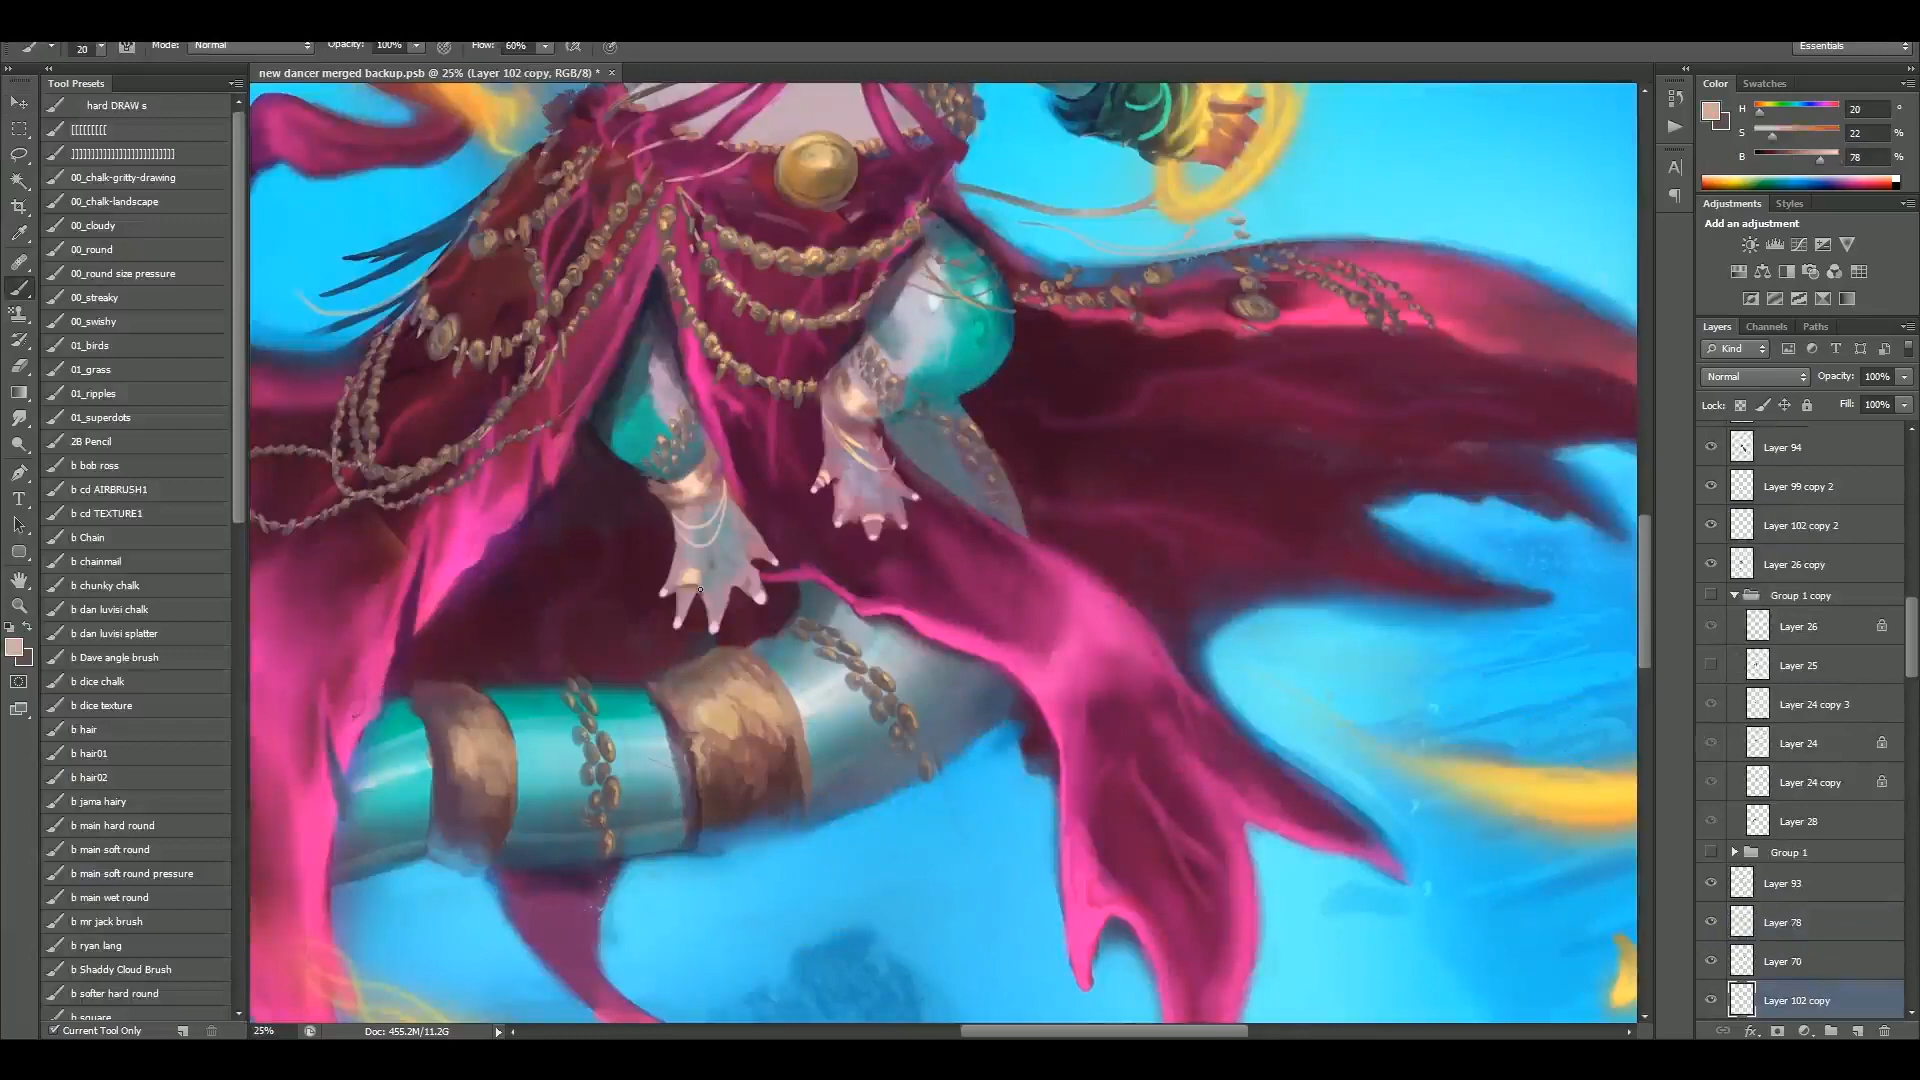 20 Mode: Normal Opacity: 100% Flow: 60% Essentials
new dancer merged backup.psb @ 25% (Layer 102 copy, RGB/8) *
Tool Presets
hard DRAW s
[[[[[[[[[
]]]]]]]]]]]]]]]]]]]]]]]]]]
00_chalk-gritty-drawing
00_chalk-landscape
00_cloudy
00_round
00_round size pressure
00_streaky
00_swishy
01_birds
01_grass
01_ripples
01_superdots
2B Pencil
b bob ross
b cd AIRBRUSH1
b cd TEXTURE1
b Chain
b chainmail
b chunky chalk
b dan luvisi chalk
b dan luvisi splatter
b Dave angle brush
b dice chalk
b dice texture
b hair
b hair01
b hair02
b jama hairy
b main hard round
b main soft round
b main soft round pressure
b main wet round
b mr jack brush
b ryan lang
b Shaddy Cloud Brush
b softer hard round
b square
Current Tool Only
25% Doc: 455.2M/11.2G
Color Swatches
H 20 °
S 22 %
B 78 %
Adjustments Styles
Add an adjustment
Layers Channels Paths
Kind
Normal Opacity: 100%
Lock: Fill: 100%
Layer 94
Layer 99 copy 2
Layer 102 copy 2
Layer 26 copy
Group 1 copy
Layer 26
Layer 25
Layer 24 copy 3
Layer 24
Layer 24 copy
Layer 28
Group 1
Layer 93
Layer 78
Layer 70
Layer 102 copy